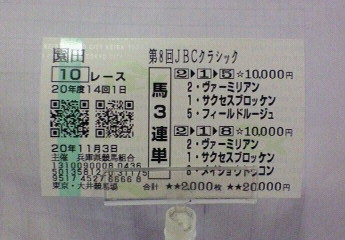 園田 第8回JBCクラシック
10レース
20年度14回1日
20年11月3日
主催 兵庫県競馬組合
東京・大井競馬場
馬3連単
2→1→5 ☆10,000円
2・ヴァーミリアン
1・サクセスブロッケン
5・フィールドルージュ
2→1→8 ☆10,000円
2・ヴァーミリアン
1・サクセスブロッケン
8・メイショウトウコン
合計 ★★2,000枚 ★★20,000円